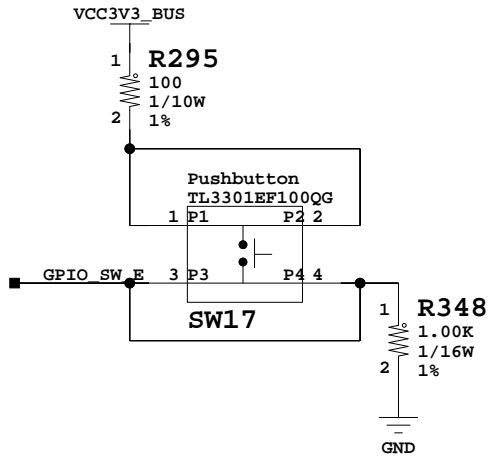 VCC3V3_BUS
1 R295
100
1/10W
2 1%
Pushbutton
TL3301EF100QG
1 P1 P2 2
GPIO_SW_E 3 P3 P4 4
SW17
1 R348
1.00K
1/16W
2 1%
GND